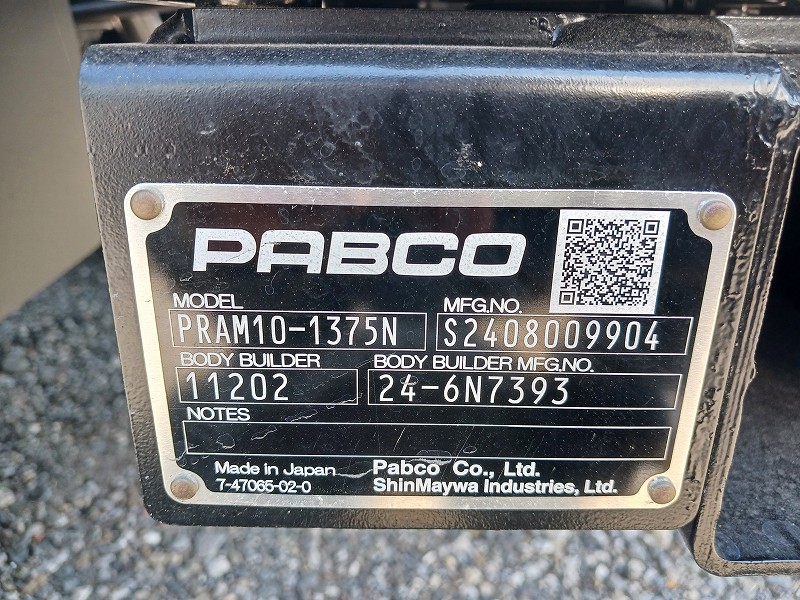 PABCO
MODEL MFG.NO.
PRAM10-1375N S2408009904
BODY BUILDER BODY BUILDER MFG.NO.
11202 24-6N7393
NOTES
Made in Japan Pabco Co., Ltd.
7-47065-02-0 ShinMaywa Industries, Ltd.